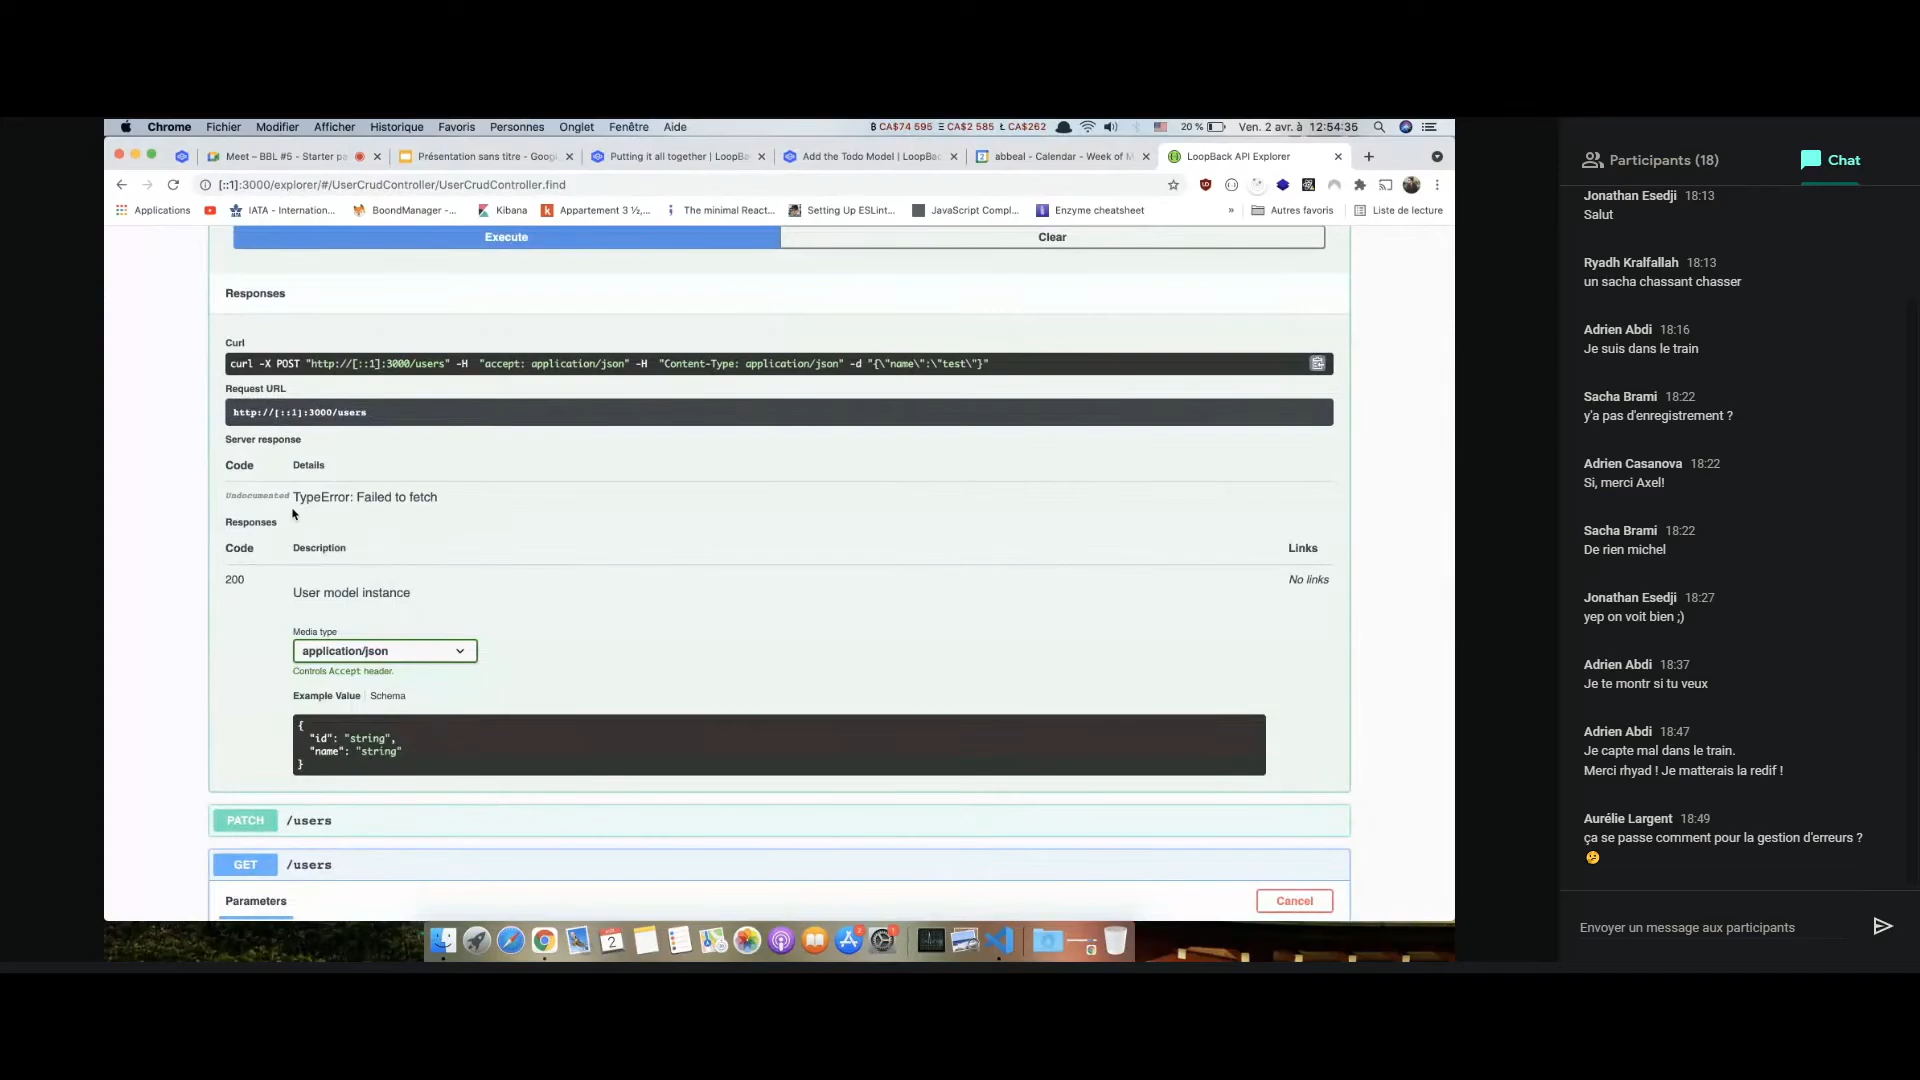 Chrome Fichier Modifier Afficher Historique Favoris Personnes Onglet Fenêtre Aide
CA$74 595 CA$2 585 CA$262 20 % Ven. 2 avr. à 12:54:35
Meet – BBL #5 - Starter pa
Présentation sans titre - Googl
Putting it all together | LoopBa
Add the Todo Model | LoopBac
abbeal - Calendar - Week of M
LoopBack API Explorer
[::1]:3000/explorer/#/UserCrudController/UserCrudController.find
Applications
IATA - Internation...
BoondManager -...
Kibana
Appartement 3 ½,...
The minimal React...
Setting Up ESLint...
JavaScript Compl...
Enzyme cheatsheet
»
Autres favoris
Liste de lecture
Execute
Clear
Responses
Curl
curl -X POST "http://[::1]:3000/users" -H  "accept: application/json" -H  "Content-Type: application/json" -d "{\"name\":\"test\"}"
Request URL
http://[::1]:3000/users
Server response
Code Details
Undocumented TypeError: Failed to fetch
Responses
Code Description Links
200 No links
User model instance
Media type
application/json
Controls Accept header.
Example Value Schema
{
"id": "string",
"name": "string"
}
PATCH /users
GET /users
Parameters
Cancel
Participants (18)
Chat
Jonathan Esedji 18:13
Salut
Ryadh Kralfallah 18:13
un sacha chassant chasser
Adrien Abdi 18:16
Je suis dans le train
Sacha Brami 18:22
y'a pas d'enregistrement ?
Adrien Casanova 18:22
Si, merci Axel!
Sacha Brami 18:22
De rien michel
Jonathan Esedji 18:27
yep on voit bien ;)
Adrien Abdi 18:37
Je te montr si tu veux
Adrien Abdi 18:47
Je capte mal dans le train.
Merci rhyad ! Je matterais la redif !
Aurélie Largent 18:49
ça se passe comment pour la gestion d'erreurs ?
🤔
Envoyer un message aux participants